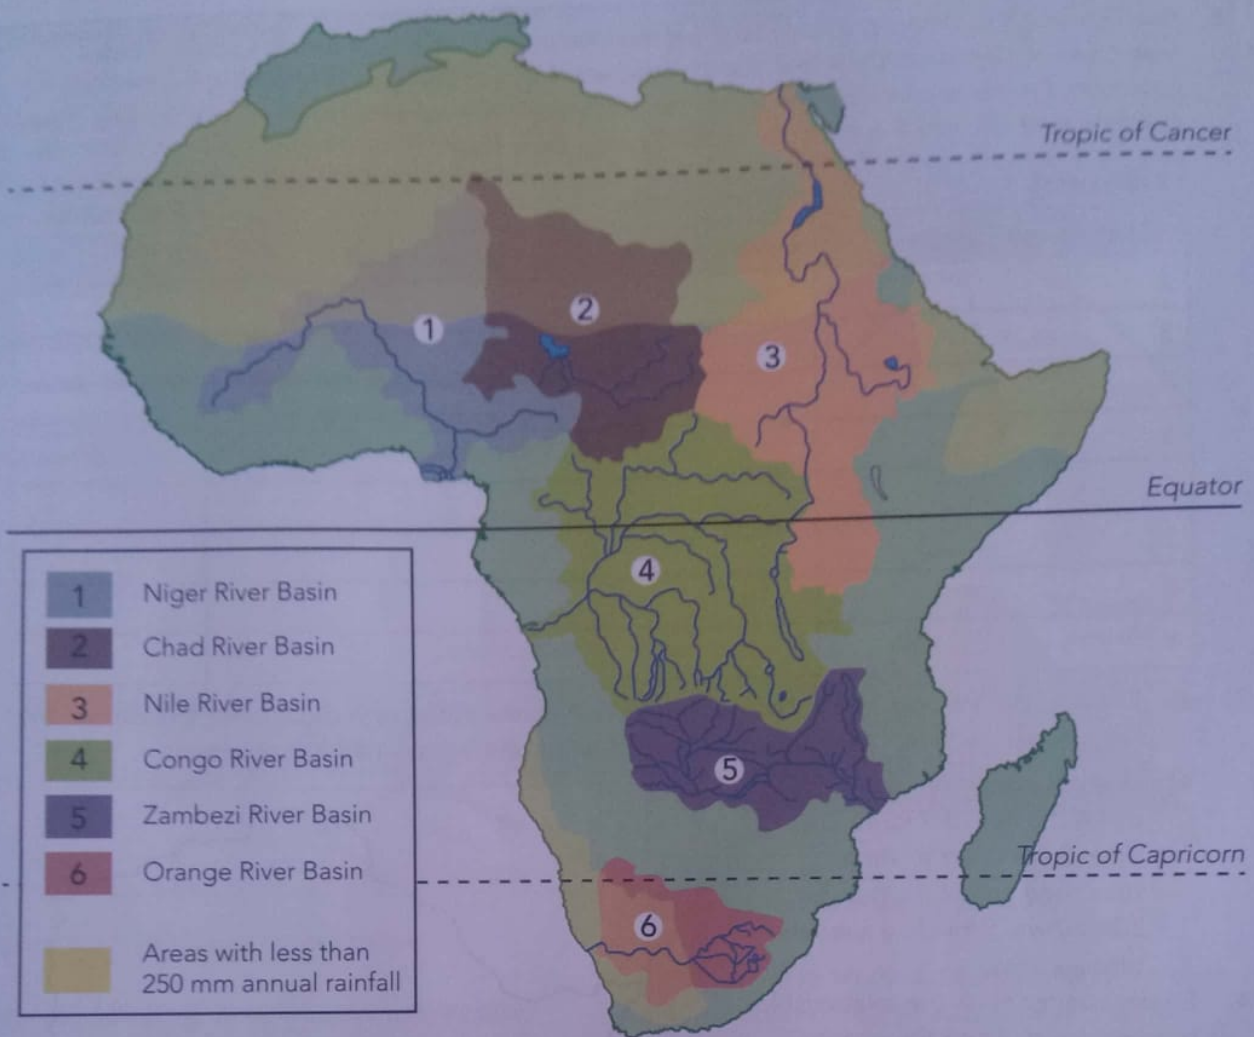 Tropic of Cancer
1
2
3
Equator
4
5
Tropic of Capricorn
6
1 Niger River Basin
2 Chad River Basin
3 Nile River Basin
4 Congo River Basin
5 Zambezi River Basin
6 Orange River Basin
Areas with less than
250 mm annual rainfall